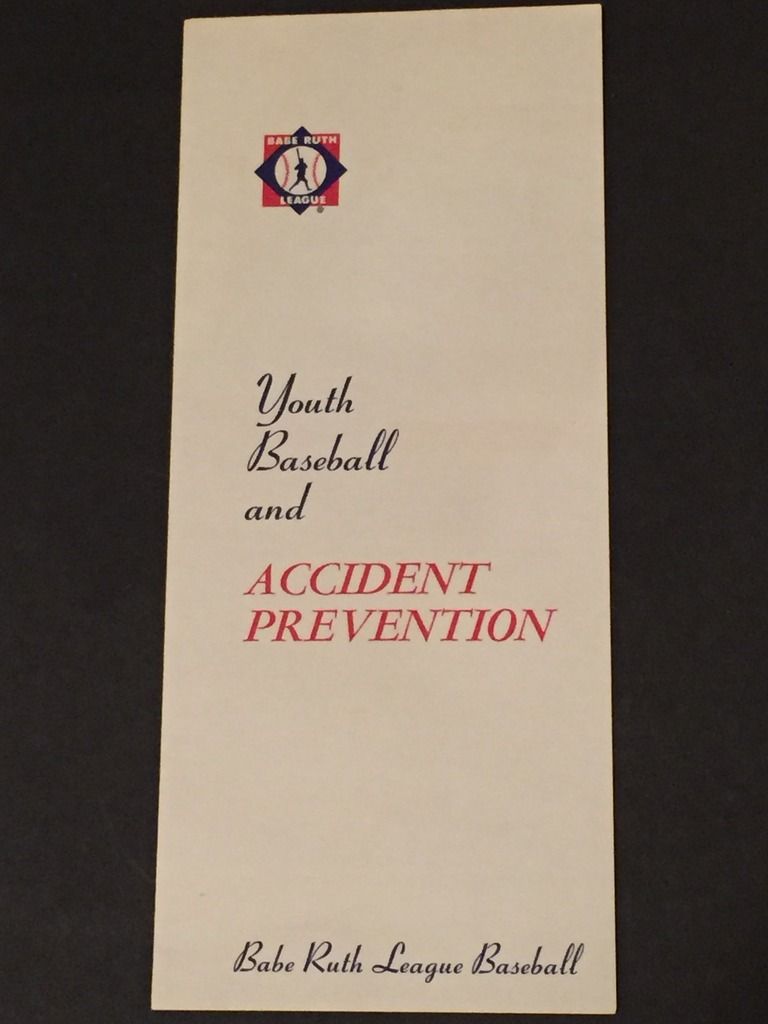 BABE RUTH
LEAGUE
®
Youth
Baseball
and
ACCIDENT
PREVENTION
Babe Ruth League Baseball